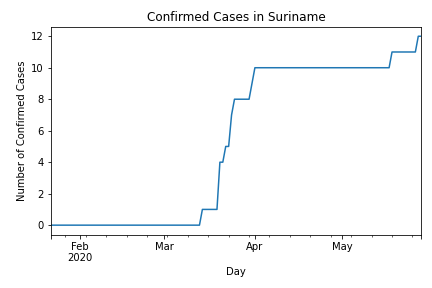 Confirmed Cases in Suriname
Number of Confirmed Cases
12
10
8
6
4
2
0
Feb
2020
Mar
Apr
May
Day